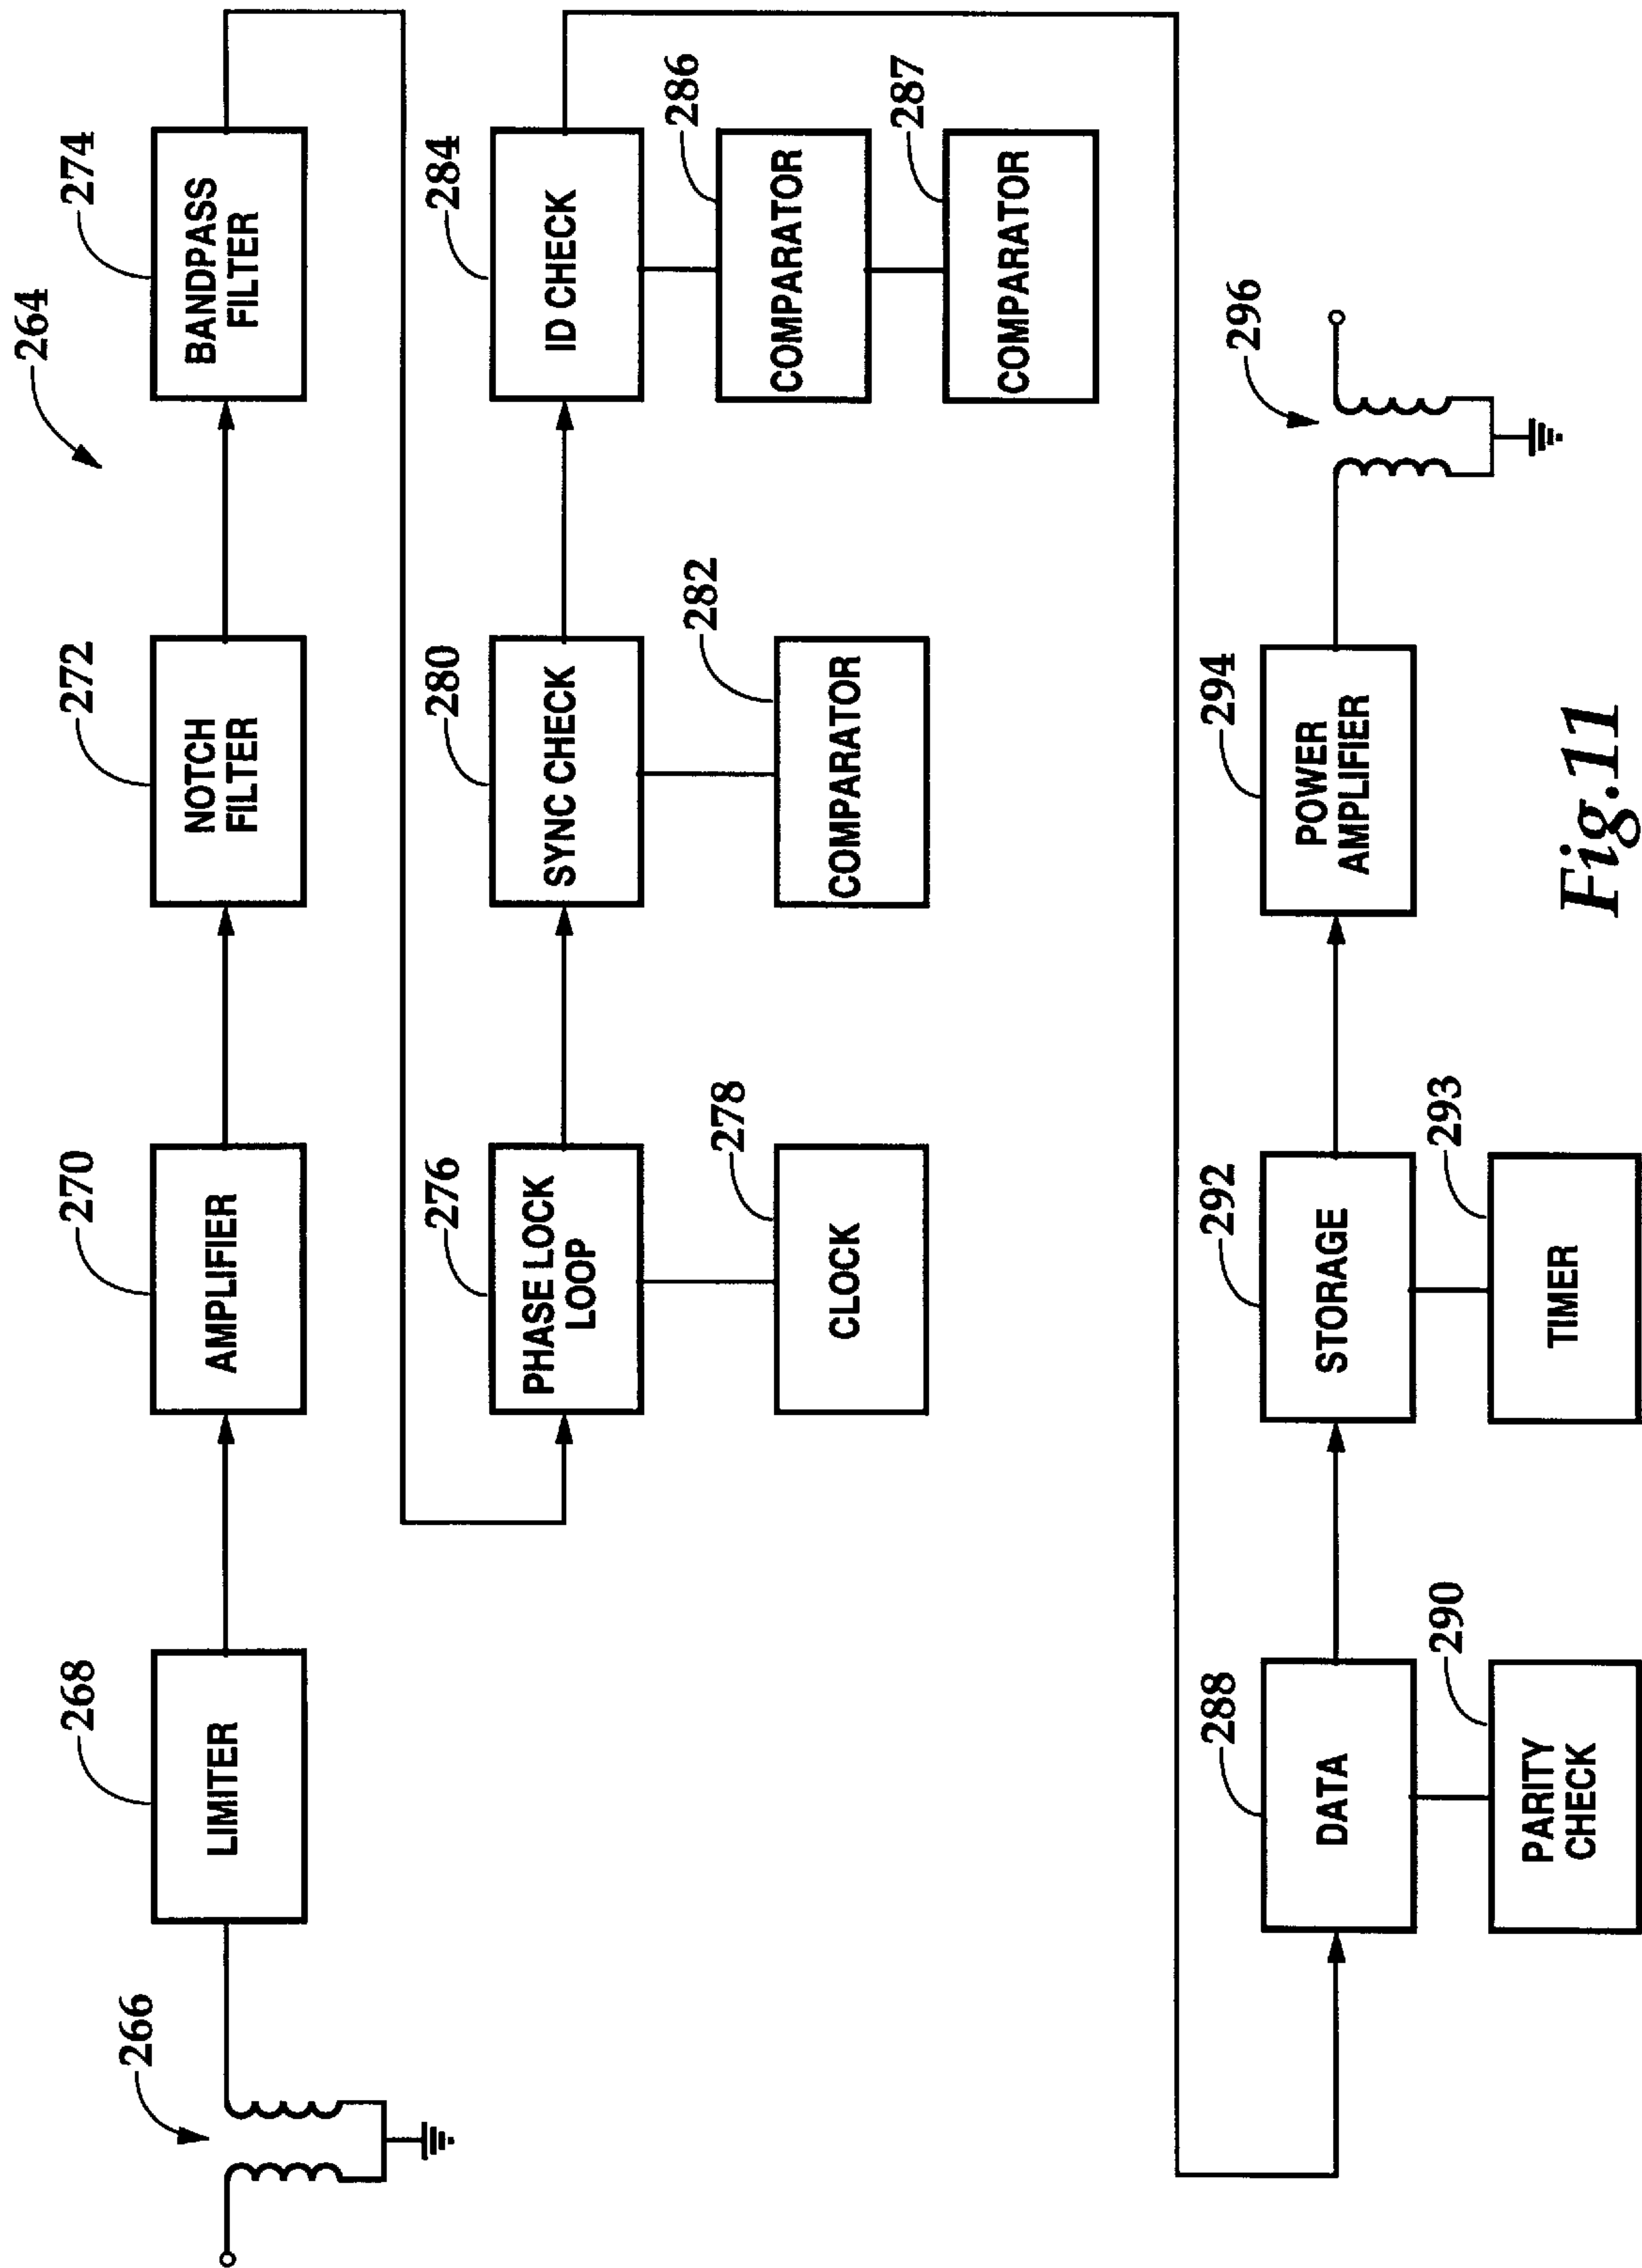 264
266
268
LIMITER
270
AMPLIFIER
272
NOTCH
FILTER
274
BANDPASS
FILTER
276
PHASE LOCK
LOOP
278
CLOCK
280
SYNC CHECK
282
COMPARATOR
284
ID CHECK
286
COMPARATOR
287
COMPARATOR
288
DATA
290
PARITY
CHECK
292
STORAGE
293
TIMER
294
POWER
AMPLIFIER
296
Fig.11